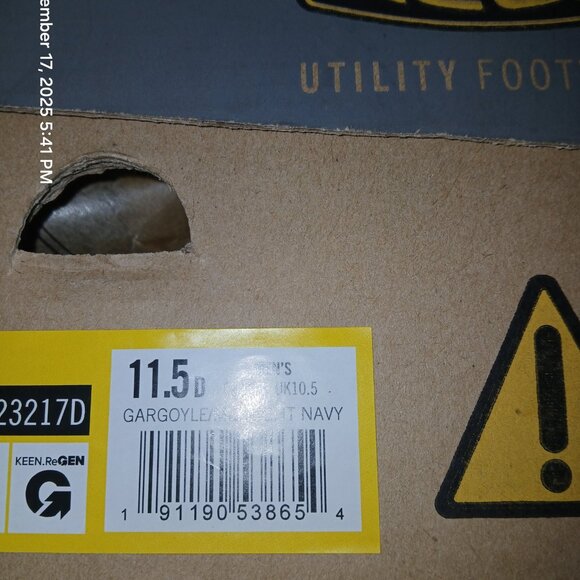 ember 17, 2025 5:41 PM
UTILITY FOOT
11.5 D
UK10.5
NAVY
23217D
KEEN.ReGEN
1 91190 53865 4